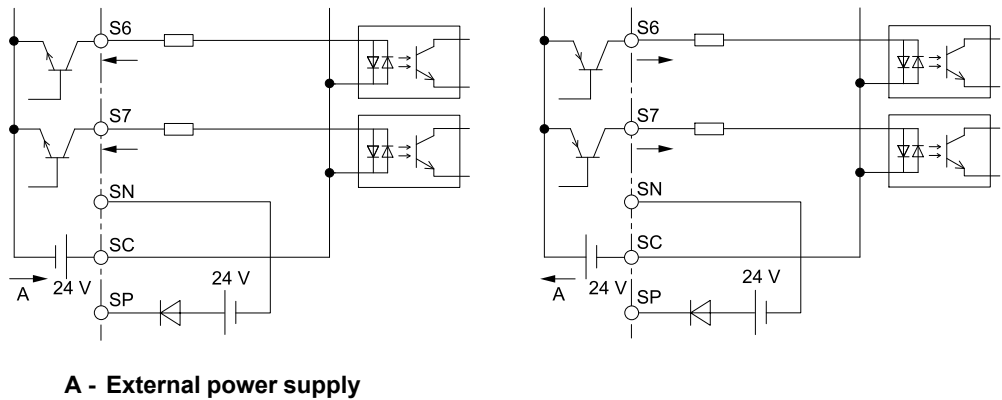 S6
S7
SN
SC
A
24 V
24 V
SP
S6
S7
SN
SC
A
24 V
24 V
SP
A - External power supply